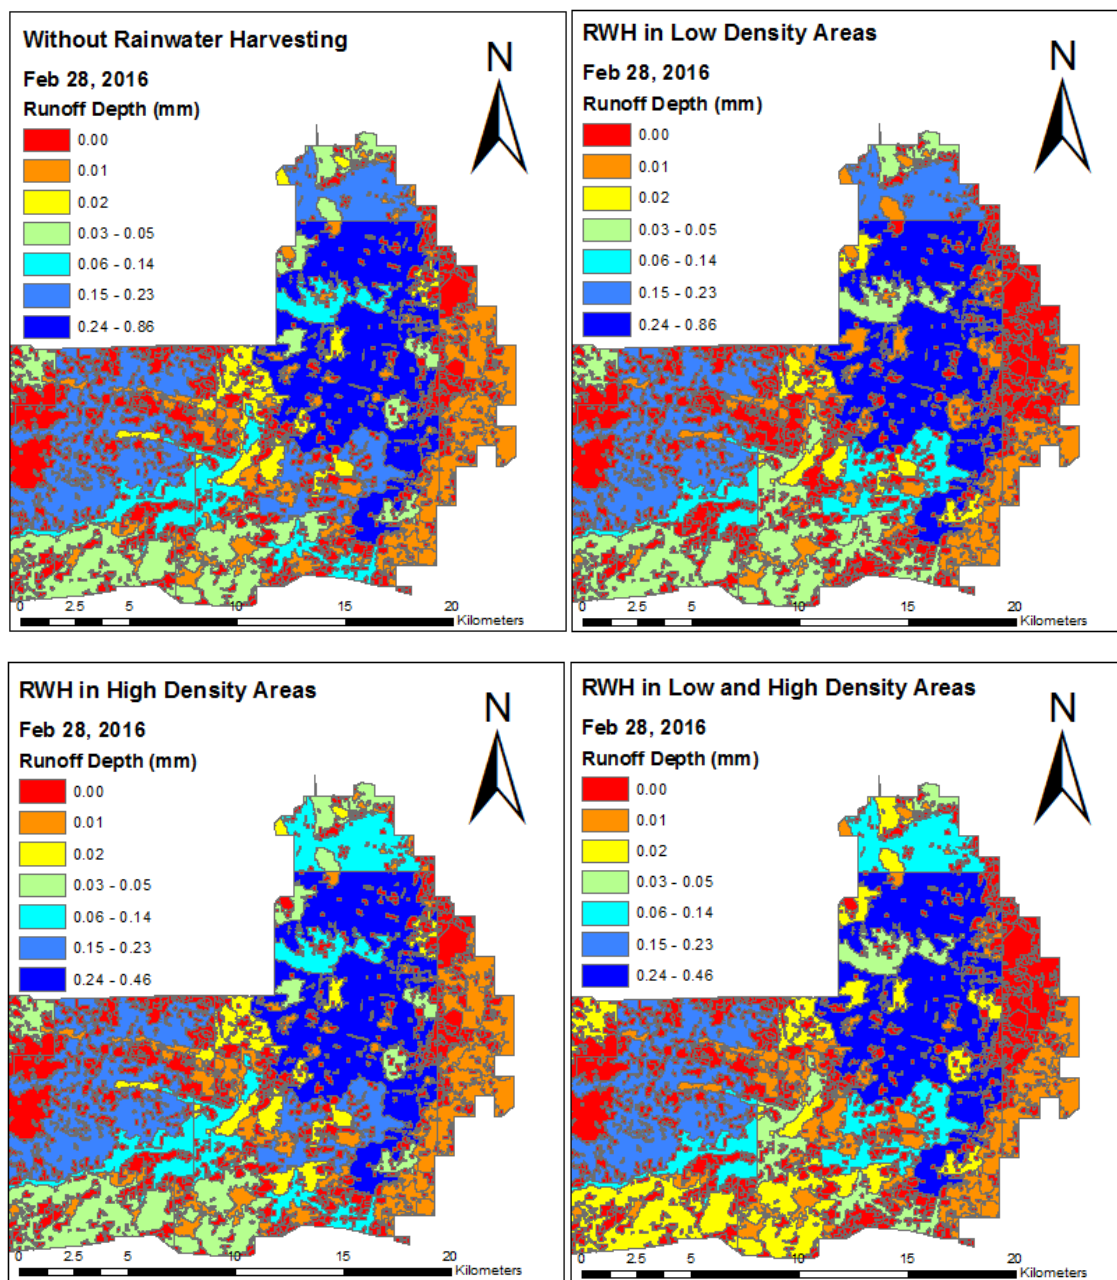 Without Rainwater Harvesting
Feb 28, 2016
Runoff Depth (mm)
N
0.00
0.01
0.02
0.03 - 0.05
0.06 - 0.14
0.15 - 0.23
0.24 - 0.86
0 2.5 5 10 15 20
Kilometers
RWH in Low Density Areas
Feb 28, 2016
Runoff Depth (mm)
N
0.00
0.01
0.02
0.03 - 0.05
0.06 - 0.14
0.15 - 0.23
0.24 - 0.86
0 2.5 5 10 15 20
Kilometers
RWH in High Density Areas
Feb 28, 2016
Runoff Depth (mm)
N
0.00
0.01
0.02
0.03 - 0.05
0.06 - 0.14
0.15 - 0.23
0.24 - 0.46
0 2.5 5 10 15 20
Kilometers
RWH in Low and High Density Areas
Feb 28, 2016
Runoff Depth (mm)
N
0.00
0.01
0.02
0.03 - 0.05
0.06 - 0.14
0.15 - 0.23
0.24 - 0.46
0 2.5 5 10 15 20
Kilometers